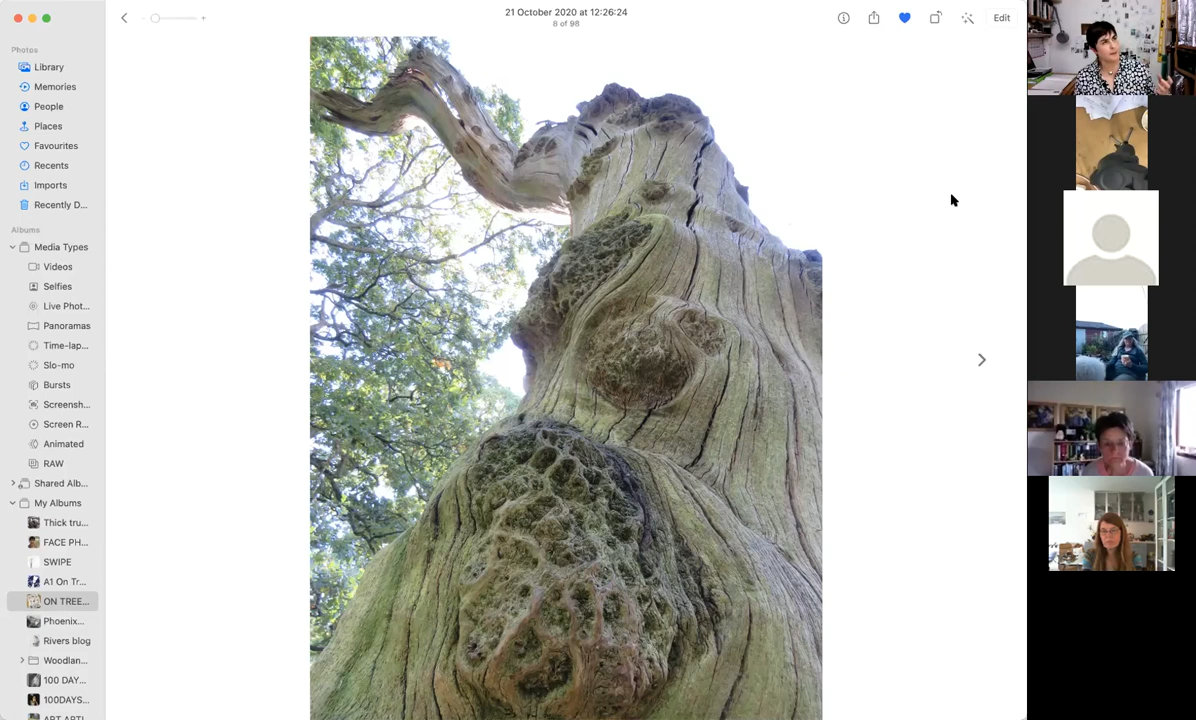 21 October 2020 at 12:26:24
8 of 98
Edit
Photos
Library
Memories
People
Places
Favourites
Recents
Imports
Recently D...
Albums
Media Types
Videos
Selfies
Live Phot...
Panoramas
Time-lap...
Slo-mo
Bursts
Screensh...
Screen R...
Animated
RAW
Shared Alb...
My Albums
Thick tru...
FACE PH...
SWIPE
A1 On Tr...
ON TREE...
Phoenix...
Rivers blog
Woodlan...
100 DAY...
100DAYS...
ART ARTI...